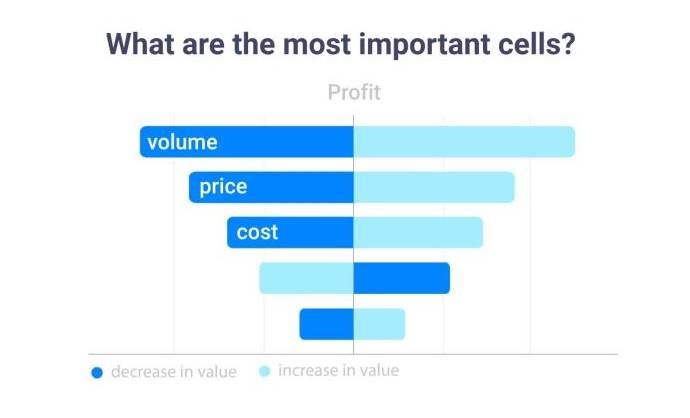 What are the most important cells?
Profit
volume
price
cost
decrease in value
increase in value